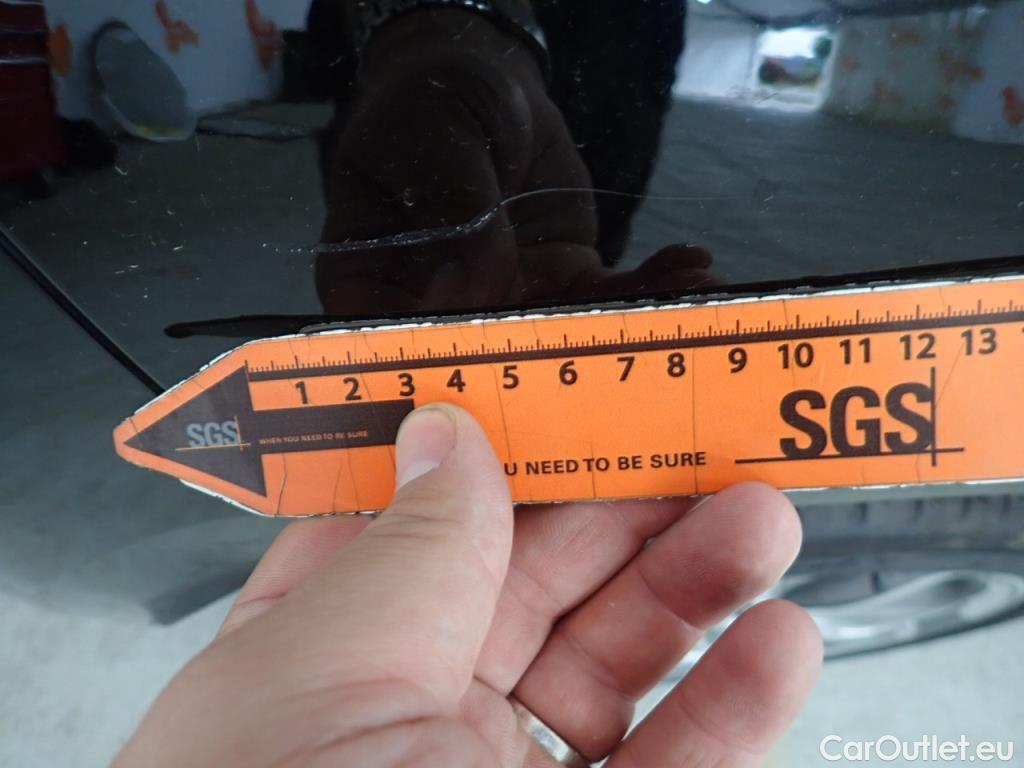 1 2 3 4 5 6 7 8 9 10 11 12 13
SGS
WHEN YOU NEED TO BE SURE
SGS
U NEED TO BE SURE
CarOutlet.eu